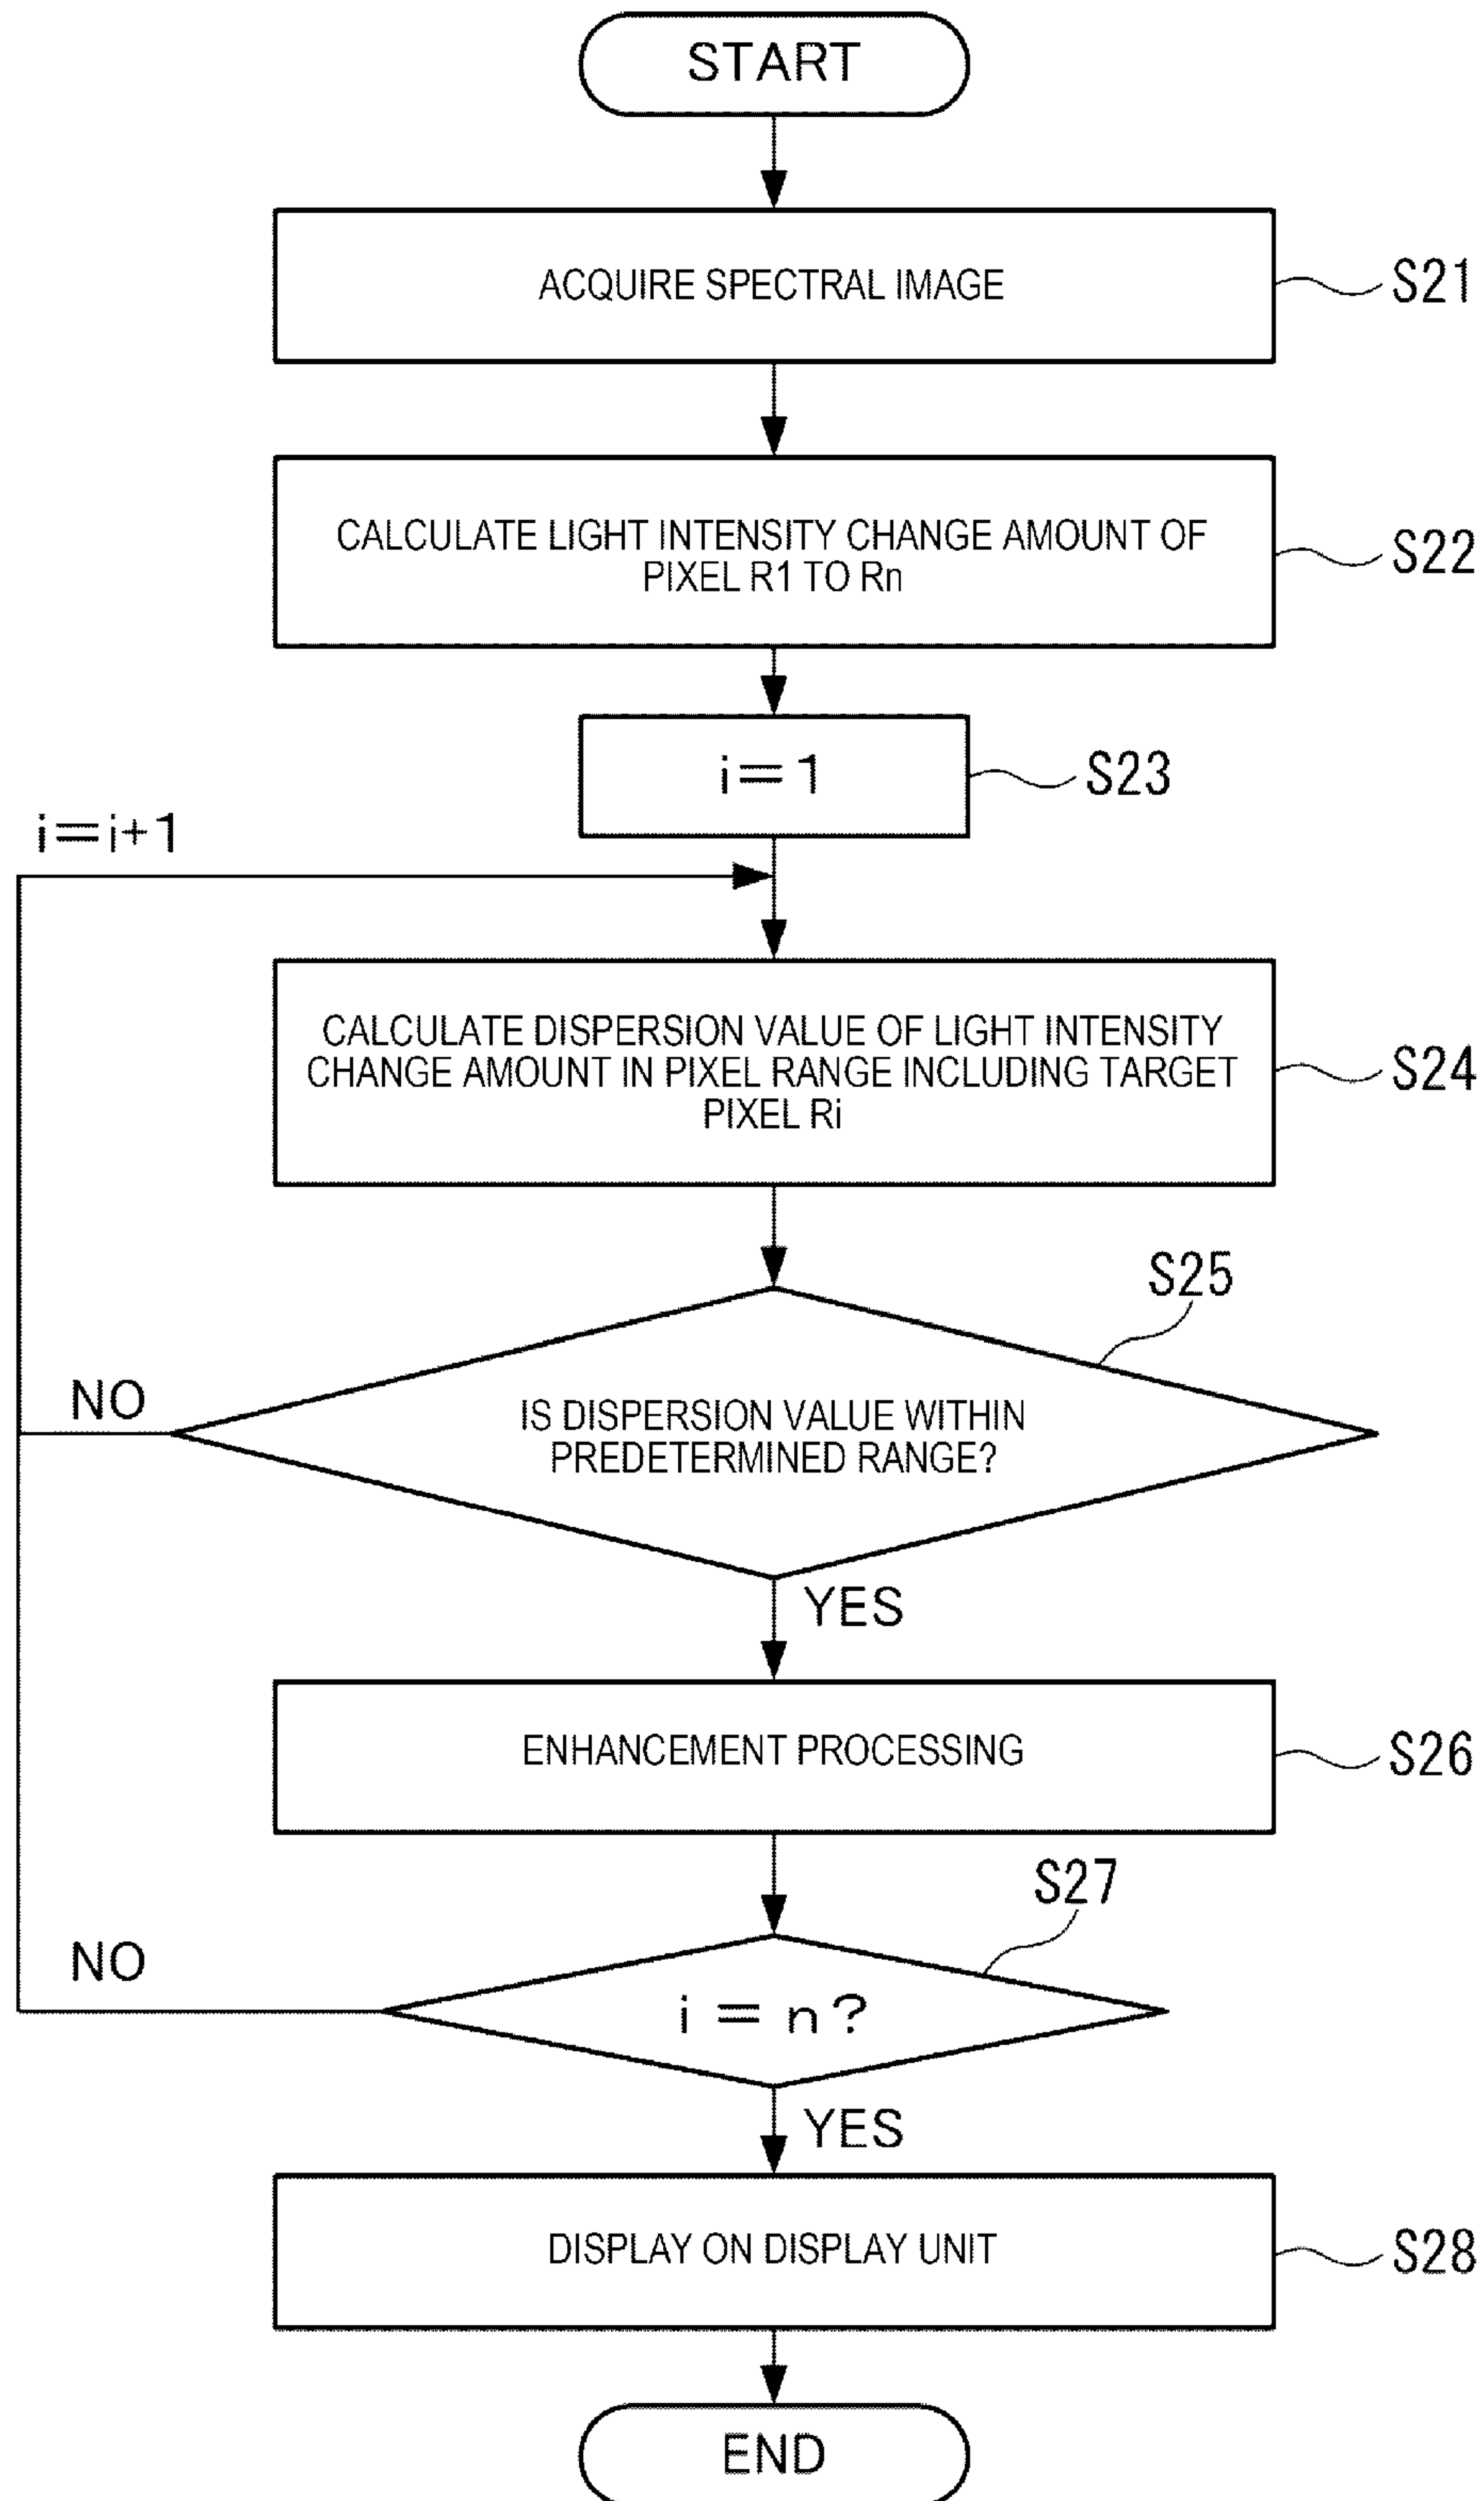 START
ACQUIRE SPECTRAL IMAGE
S21
CALCULATE LIGHT INTENSITY CHANGE AMOUNT OF
PIXEL R1 TO Rn
S22
i=1
S23
i=i+1
CALCULATE DISPERSION VALUE OF LIGHT INTENSITY
CHANGE AMOUNT IN PIXEL RANGE INCLUDING TARGET
PIXEL Ri
S24
S25
NO
IS DISPERSION VALUE WITHIN
PREDETERMINED RANGE?
YES
ENHANCEMENT PROCESSING
S26
S27
NO
i = n?
YES
DISPLAY ON DISPLAY UNIT
S28
END